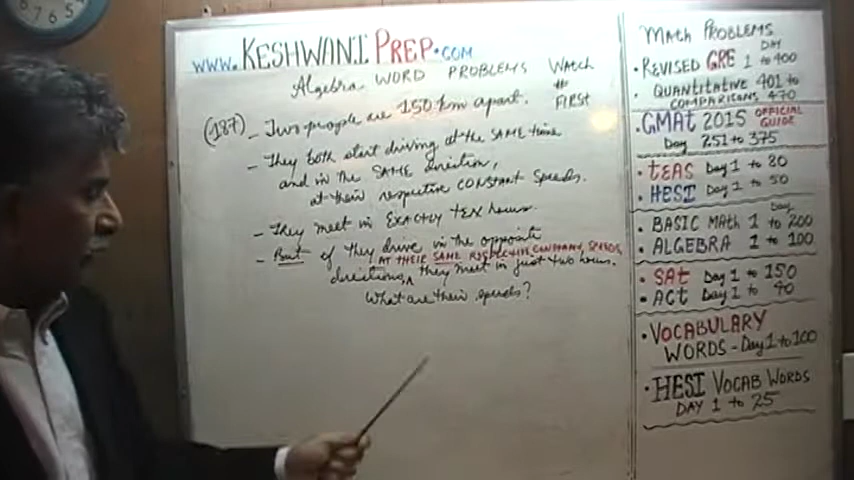 www.KESHWANI PREP.COM
Algebra WORD PROBLEMS
WATCH
#
FIRST
(187) - Two people are 150 km apart.
- They both start driving at the SAME time
and in the SAME direction,
at their respective CONSTANT speeds.
- They meet in EXACTLY TEN hours.
- But if they drive in the opposite
AT THEIR SAME RESPECTIVE CONSTANT SPEEDS,
directions, they meet in just two hours.
What are their speeds?
MATH PROBLEMS
DAY
• REVISED GRE 1 to 400
• QUANTITATIVE 401 to
COMPARISONS 470
• GMAT 2015 OFFICIAL
GUIDE
Day 251 to 375
• TEAS Day 1 to 80
• HESI Day 1 to 50
Day
• BASIC MATH 1 to 200
• ALGEBRA 1 to 100
• SAT Day 1 to 150
• ACT Day 1 to 40
• VOCABULARY
WORDS - Day 1 to 100
• HESI VOCAB WORDS
DAY 1 to 25
7 6 5